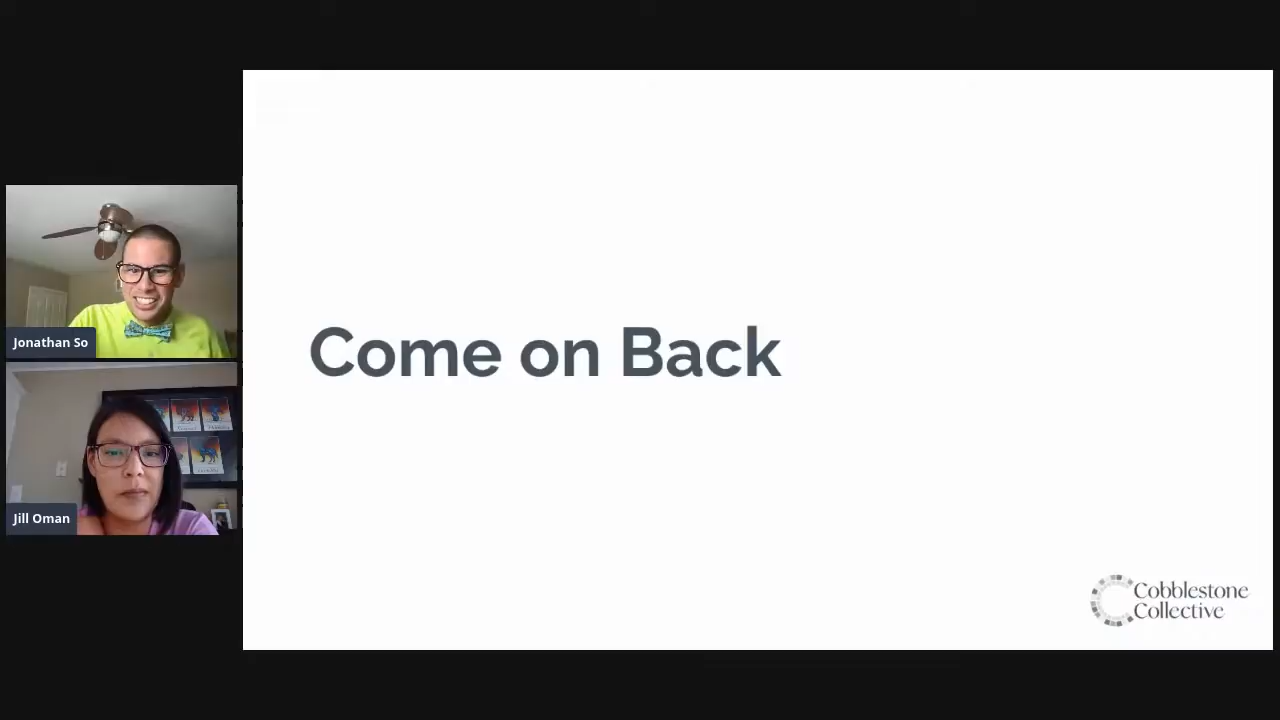 Jonathan So
Jill Oman
Come on Back
Cobblestone
Collective